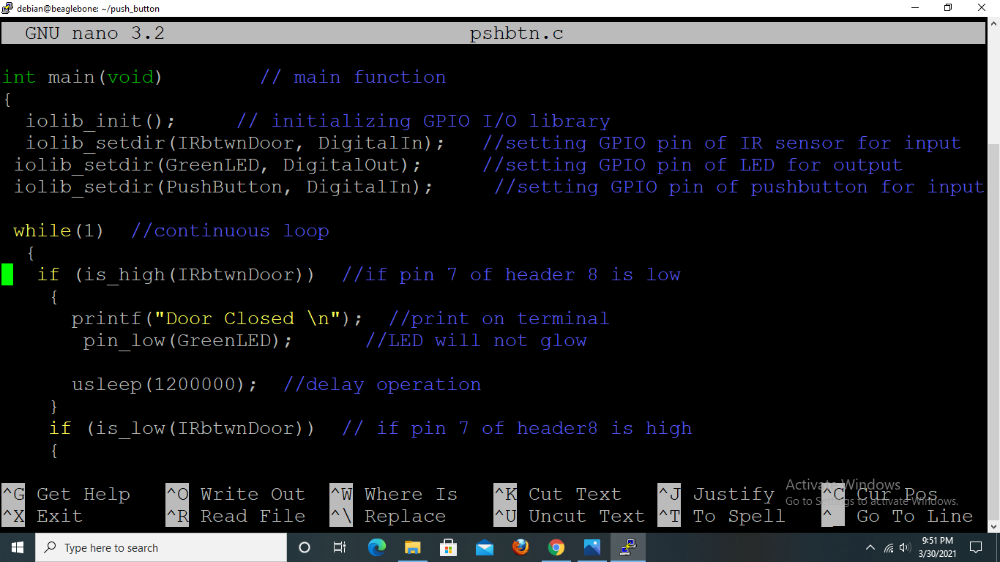 debian@beaglebone: ~/push_button
GNU nano 3.2 pshbtn.c
int main(void) // main function
{
iolib_init(); // initializing GPIO I/O library
iolib_setdir(IRbtwnDoor, DigitalIn); //setting GPIO pin of IR sensor for input
iolib_setdir(GreenLED, DigitalOut); //setting GPIO pin of LED for output
iolib_setdir(PushButton, DigitalIn); //setting GPIO pin of pushbutton for input
while(1) //continuous loop
{
if (is_high(IRbtwnDoor)) //if pin 7 of header 8 is low
{
printf("Door Closed \n"); //print on terminal
pin_low(GreenLED); //LED will not glow
usleep(1200000); //delay operation
}
if (is_low(IRbtwnDoor)) // if pin 7 of header8 is high
{
^G Get Help ^O Write Out ^W Where Is ^K Cut Text ^J Justify ^C Cur Pos
^X Exit ^R Read File ^\ Replace ^U Uncut Text ^T To Spell ^_ Go To Line
Activate Windows
Go to Settings to activate Windows.
Type here to search
9:51 PM
3/30/2021